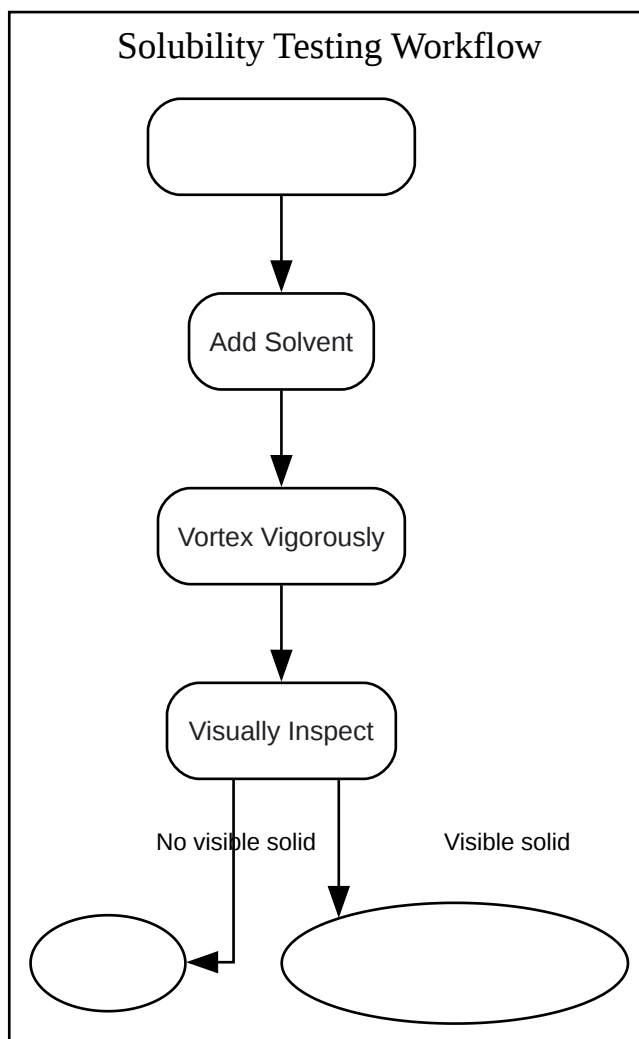 Solubility Testing Workflow
Add Solvent
Vortex Vigorously
Visually Inspect
No visible solid
Visible solid